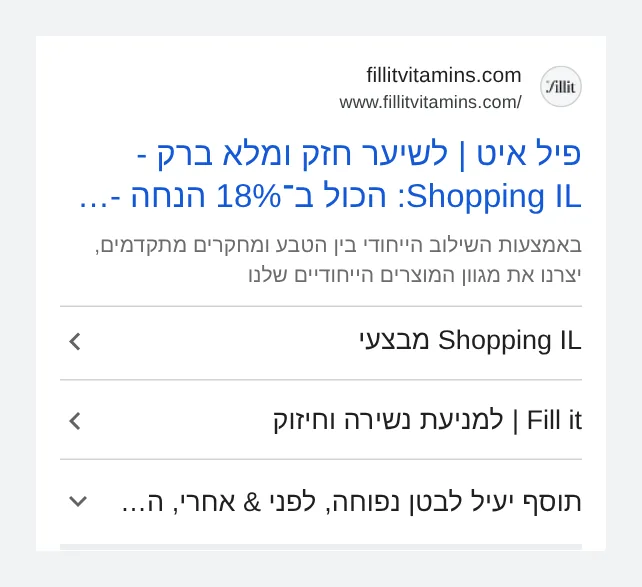 fillitvitamins.com
www.fillitvitamins.com/
fillit
פיל איט | לשיער חזק ומלא ברק -
Shopping IL: הכול ב־18% הנחה -...
באמצעות השילוב הייחודי בין הטבע ומחקרים מתקדמים,
יצרנו את מגוון המוצרים הייחודיים שלנו
Shopping IL מבצעי
Fill it | למניעת נשירה וחיזוק
תוסף יעיל לבטן נפוחה, לפני & אחרי, ה...